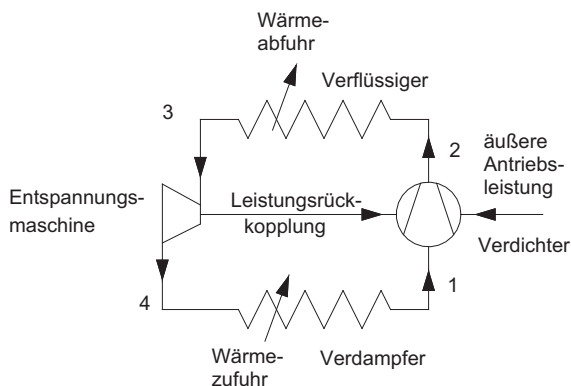 Wärme-
abfuhr
Verflüssiger
3
2
äußere
Antriebs-
leistung
Entspannungs-
maschine
Leistungsrück-
kopplung
Verdichter
4
1
Wärme-
zufuhr
Verdampfer